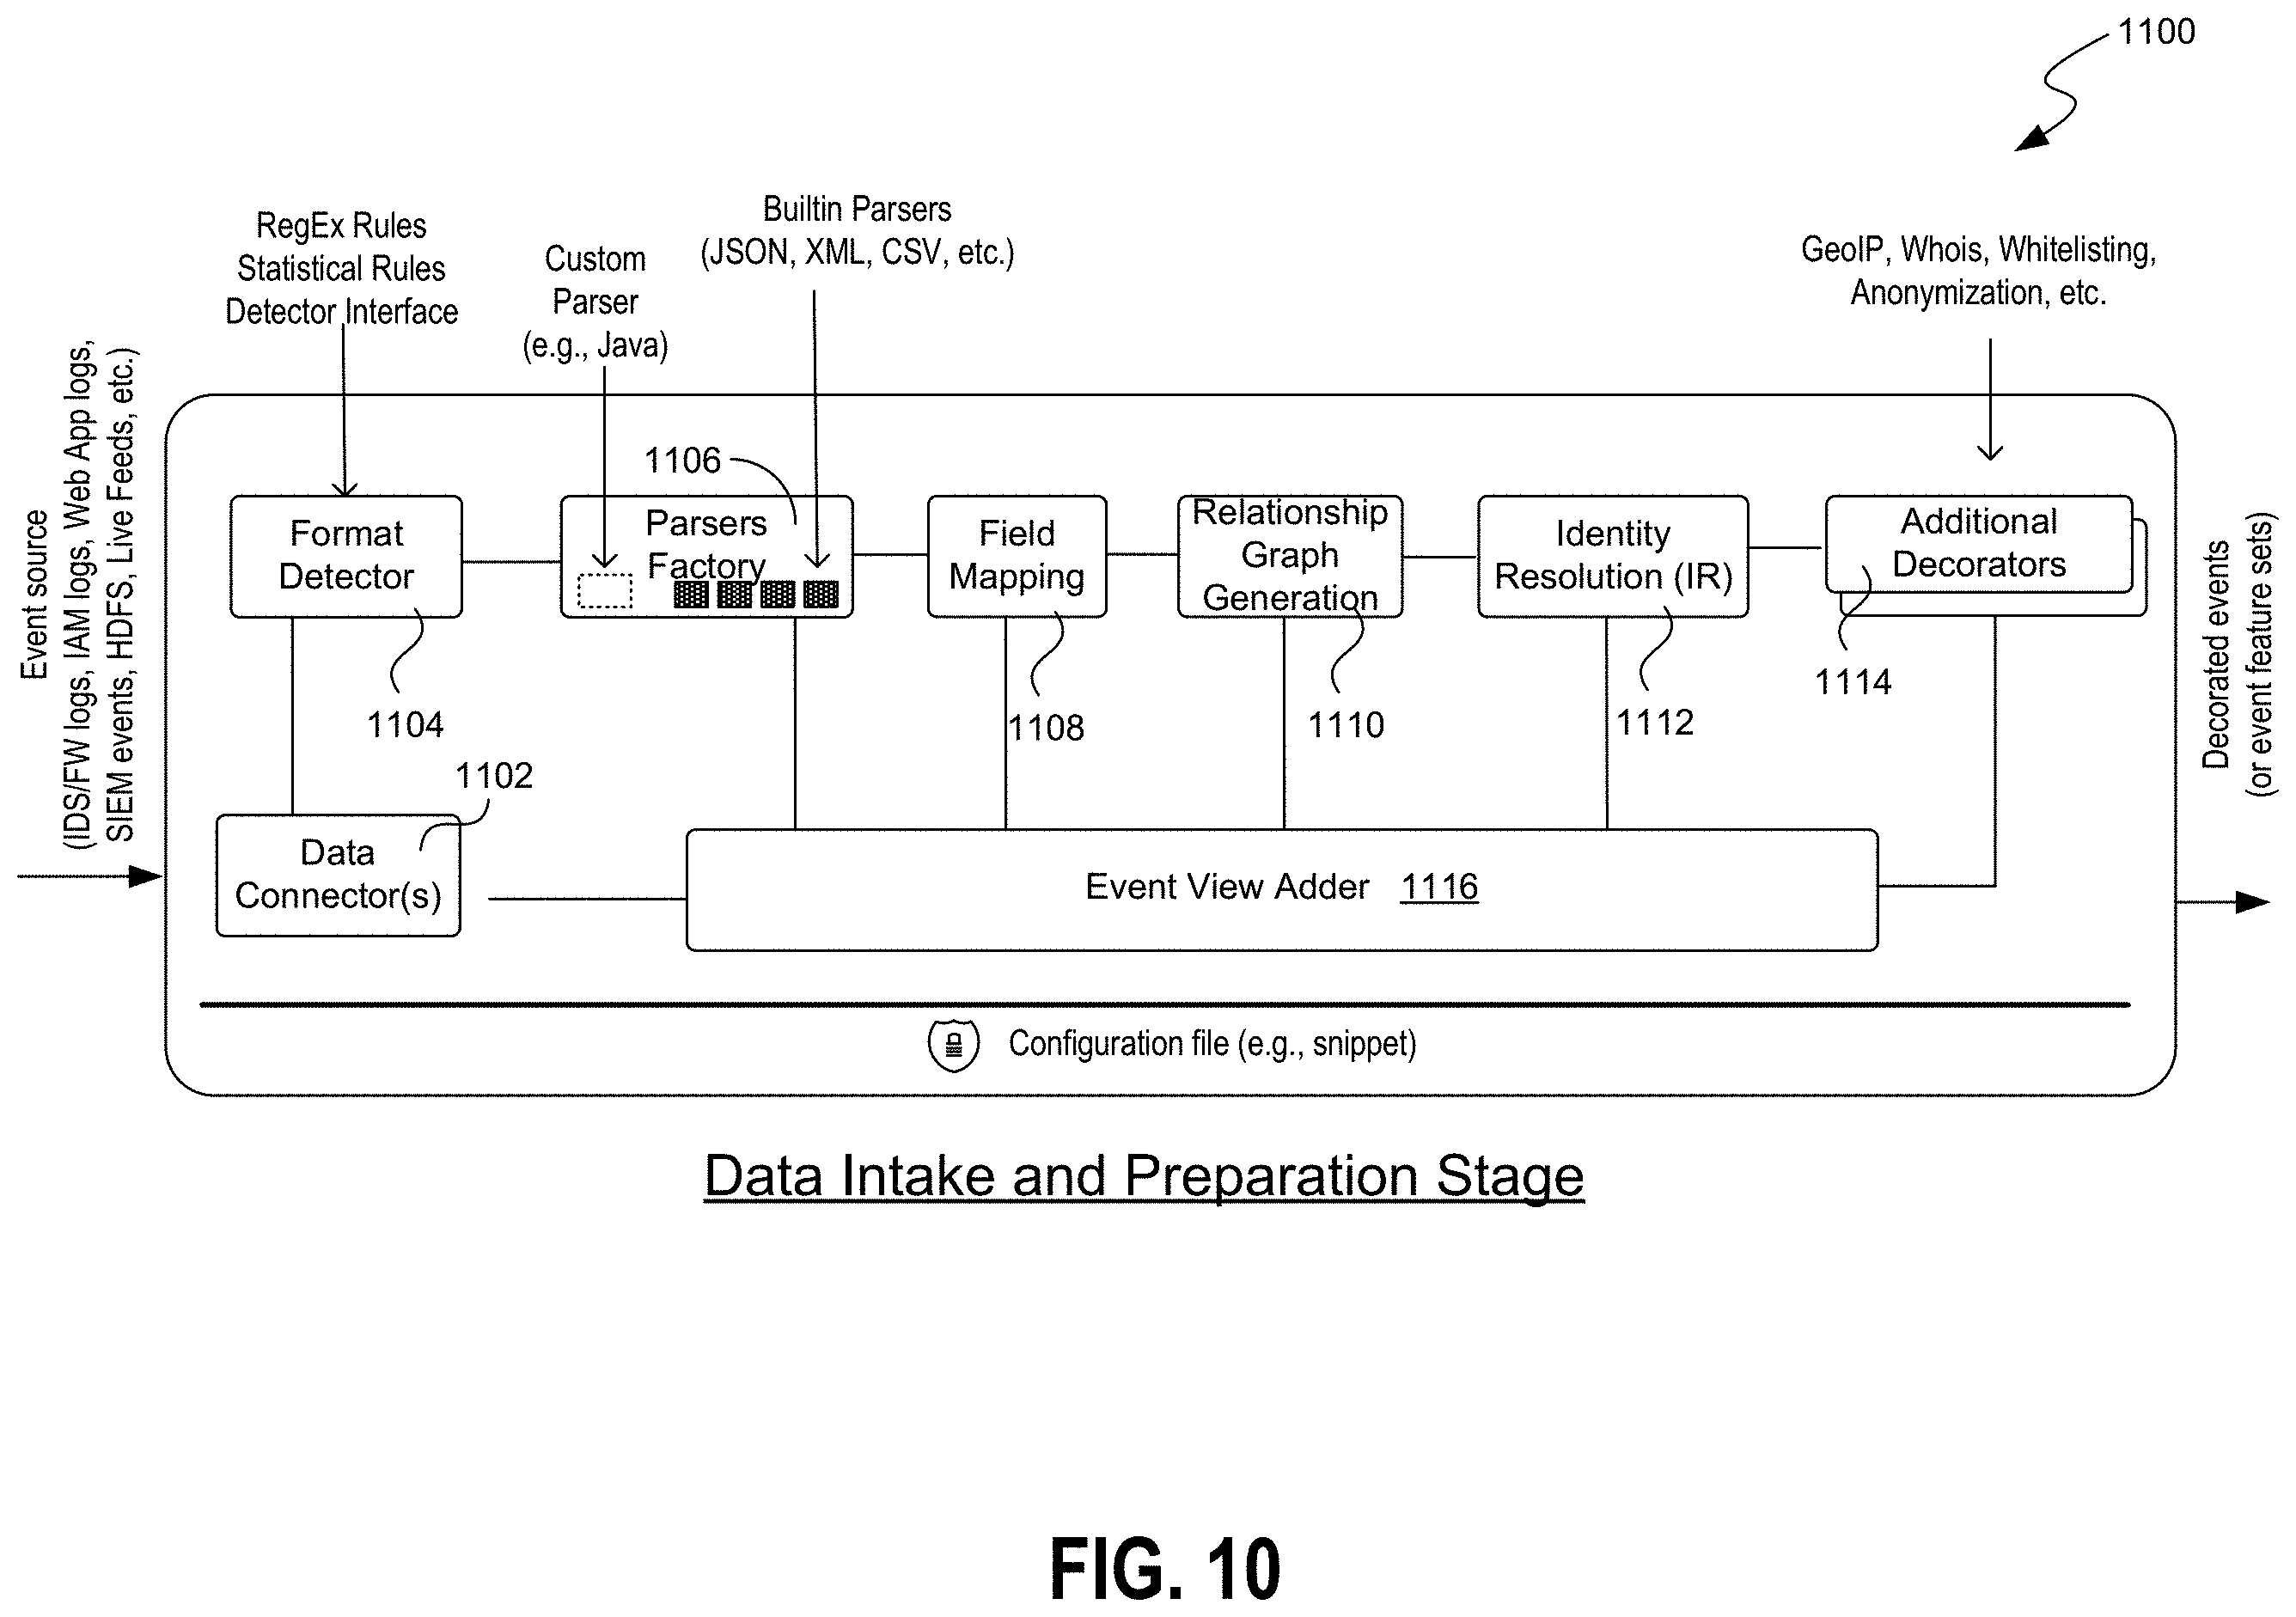 1100
RegEx Rules
Statistical Rules
Detector Interface
Custom
Parser
(e.g., Java)
Builtin Parsers
(JSON, XML, CSV, etc.)
GeoIP, Whois, Whitelisting,
Anonymization, etc.
Event source
(IDS/FW logs, IAM logs, Web App logs,
SIEM events, HDFS, Live Feeds, etc.)
1106
Format
Detector
Parsers
Factory
Field
Mapping
Relationship
Graph
Generation
Identity
Resolution (IR)
Additional
Decorators
1104
1108
1110
1112
1114
1102
Data
Connector(s)
Event View Adder 1116
Decorated events
(or event feature sets)
Configuration file (e.g., snippet)
Data Intake and Preparation Stage
FIG. 10